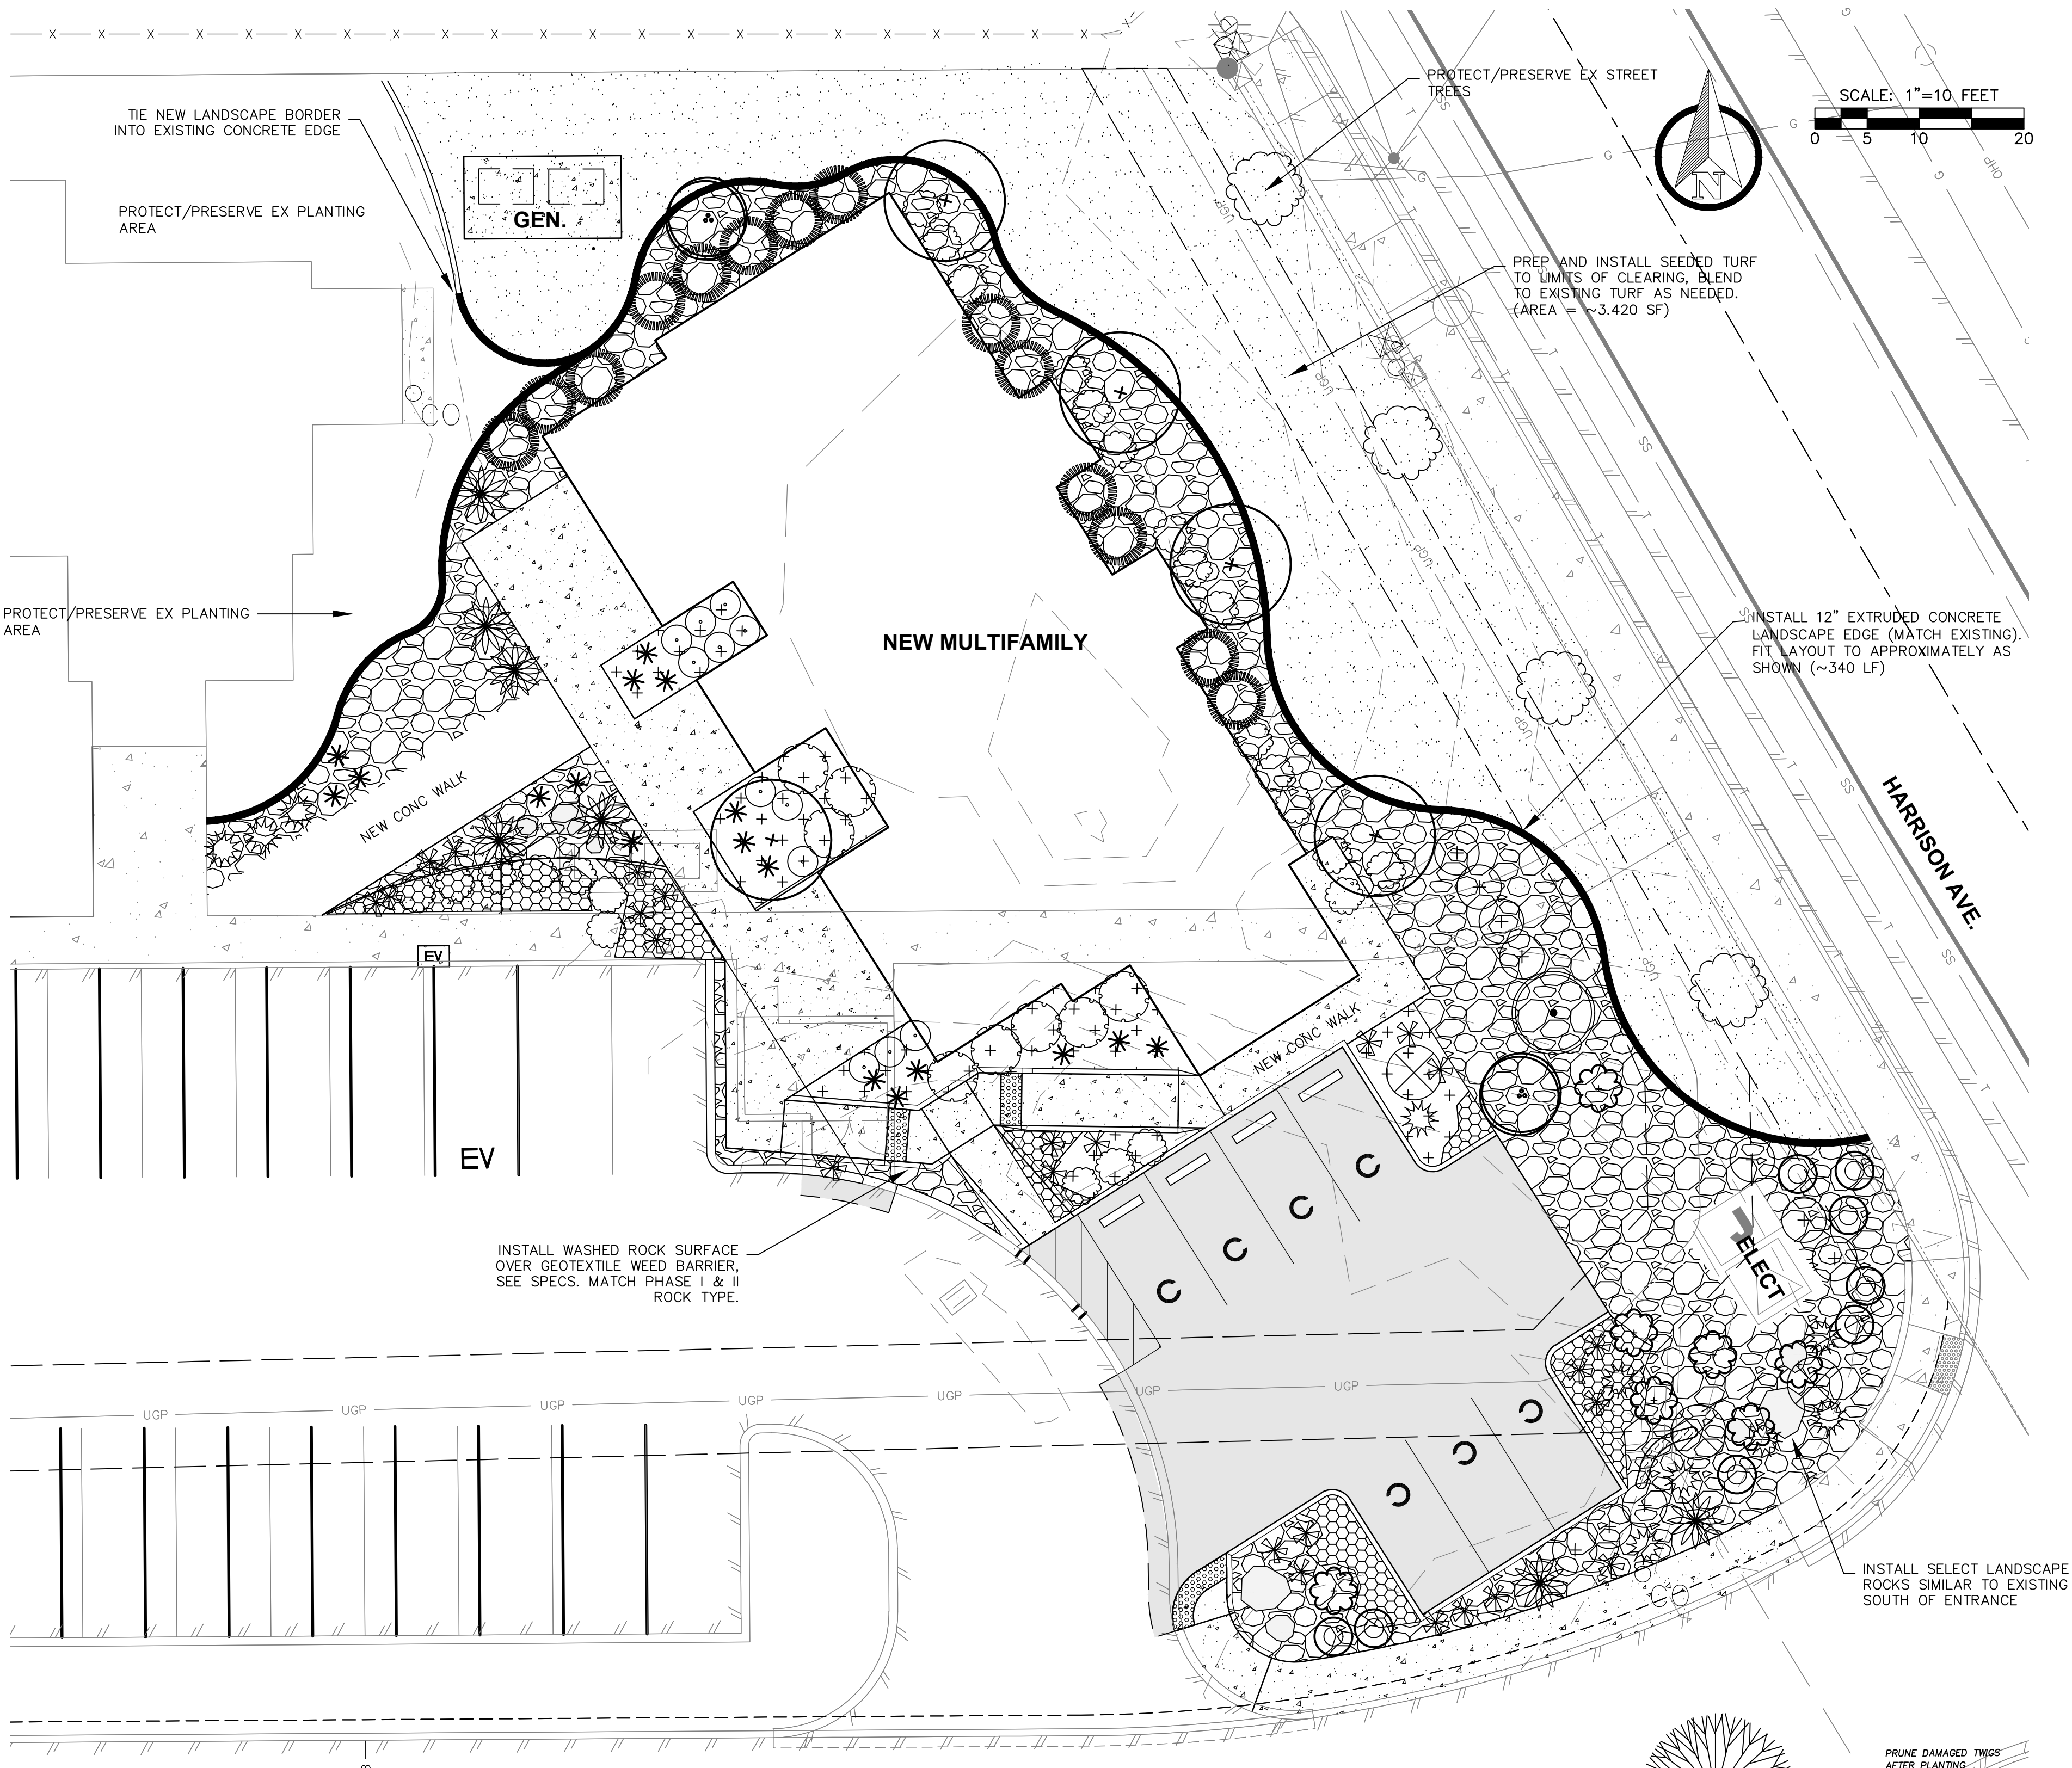 TIE NEW LANDSCAPE BORDER
INTO EXISTING CONCRETE EDGE
PROTECT/PRESERVE EX STREET
TREES
SCALE: 1"=10 FEET
0 5 10 20
N
GEN.
PROTECT/PRESERVE EX PLANTING
AREA
PREP AND INSTALL SEEDED TURF
TO LIMITS OF CLEARING, BLEND
TO EXISTING TURF AS NEEDED.
(AREA = ~3.420 SF)
PROTECT/PRESERVE EX PLANTING
AREA
NEW MULTIFAMILY
INSTALL 12" EXTRUDED CONCRETE
LANDSCAPE EDGE (MATCH EXISTING).
FIT LAYOUT TO APPROXIMATELY AS
SHOWN (~340 LF)
NEW CONC WALK
HARRISON AVE.
EV
NEW CONC WALK
EV
INSTALL WASHED ROCK SURFACE
OVER GEOTEXTILE WEED BARRIER,
SEE SPECS. MATCH PHASE I & II
ROCK TYPE.
ELECT
C C C C
UGP UGP UGP UGP UGP UGP UGP
C C C
INSTALL SELECT LANDSCAPE
ROCKS SIMILAR TO EXISTING
SOUTH OF ENTRANCE
PRUNE DAMAGED TWIGS
AFTER PLANTING